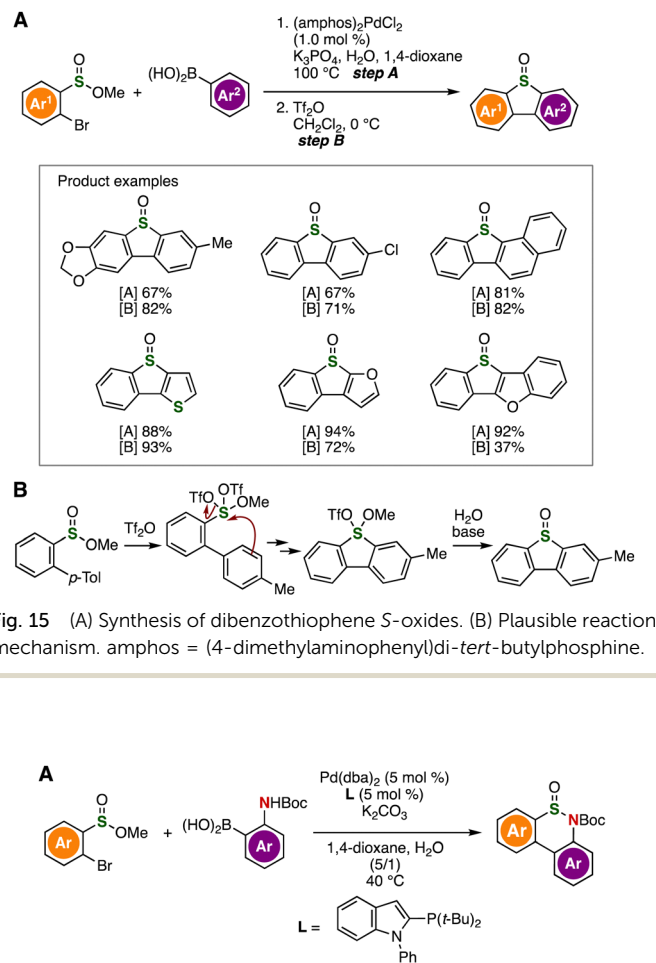 A
1. (amphos)2PdCl2
(1.0 mol %)
K3PO4, H2O, 1,4-dioxane
100 °C step A
2. Tf2O
CH2Cl2, 0 °C
step B
O
S
OMe
Ar1
Br
+
(HO)2B
Ar2
O
S
Ar1
Ar2
Product examples
O
S
O
O
Me
[A] 67%
[B] 82%
O
S
Cl
[A] 67%
[B] 71%
O
S
[A] 81%
[B] 82%
O
S
S
[A] 88%
[B] 93%
O
S
O
[A] 94%
[B] 72%
O
S
O
[A] 92%
[B] 37%
B
O
S
OMe
p-Tol
Tf2O
TfO OTf
S
OMe
Me
TfO OMe
S
Me
H2O
base
O
S
Me
ig. 15 (A) Synthesis of dibenzothiophene S-oxides. (B) Plausible reaction
mechanism. amphos = (4-dimethylaminophenyl)di-tert-butylphosphine.
A
O
S
OMe
Ar
Br
+
NHBoc
(HO)2B
Ar
Pd(dba)2 (5 mol %)
L (5 mol %)
K2CO3
1,4-dioxane, H2O
(5/1)
40 °C
L =
P(t-Bu)2
N
Ph
O
S
NBoc
Ar
Ar